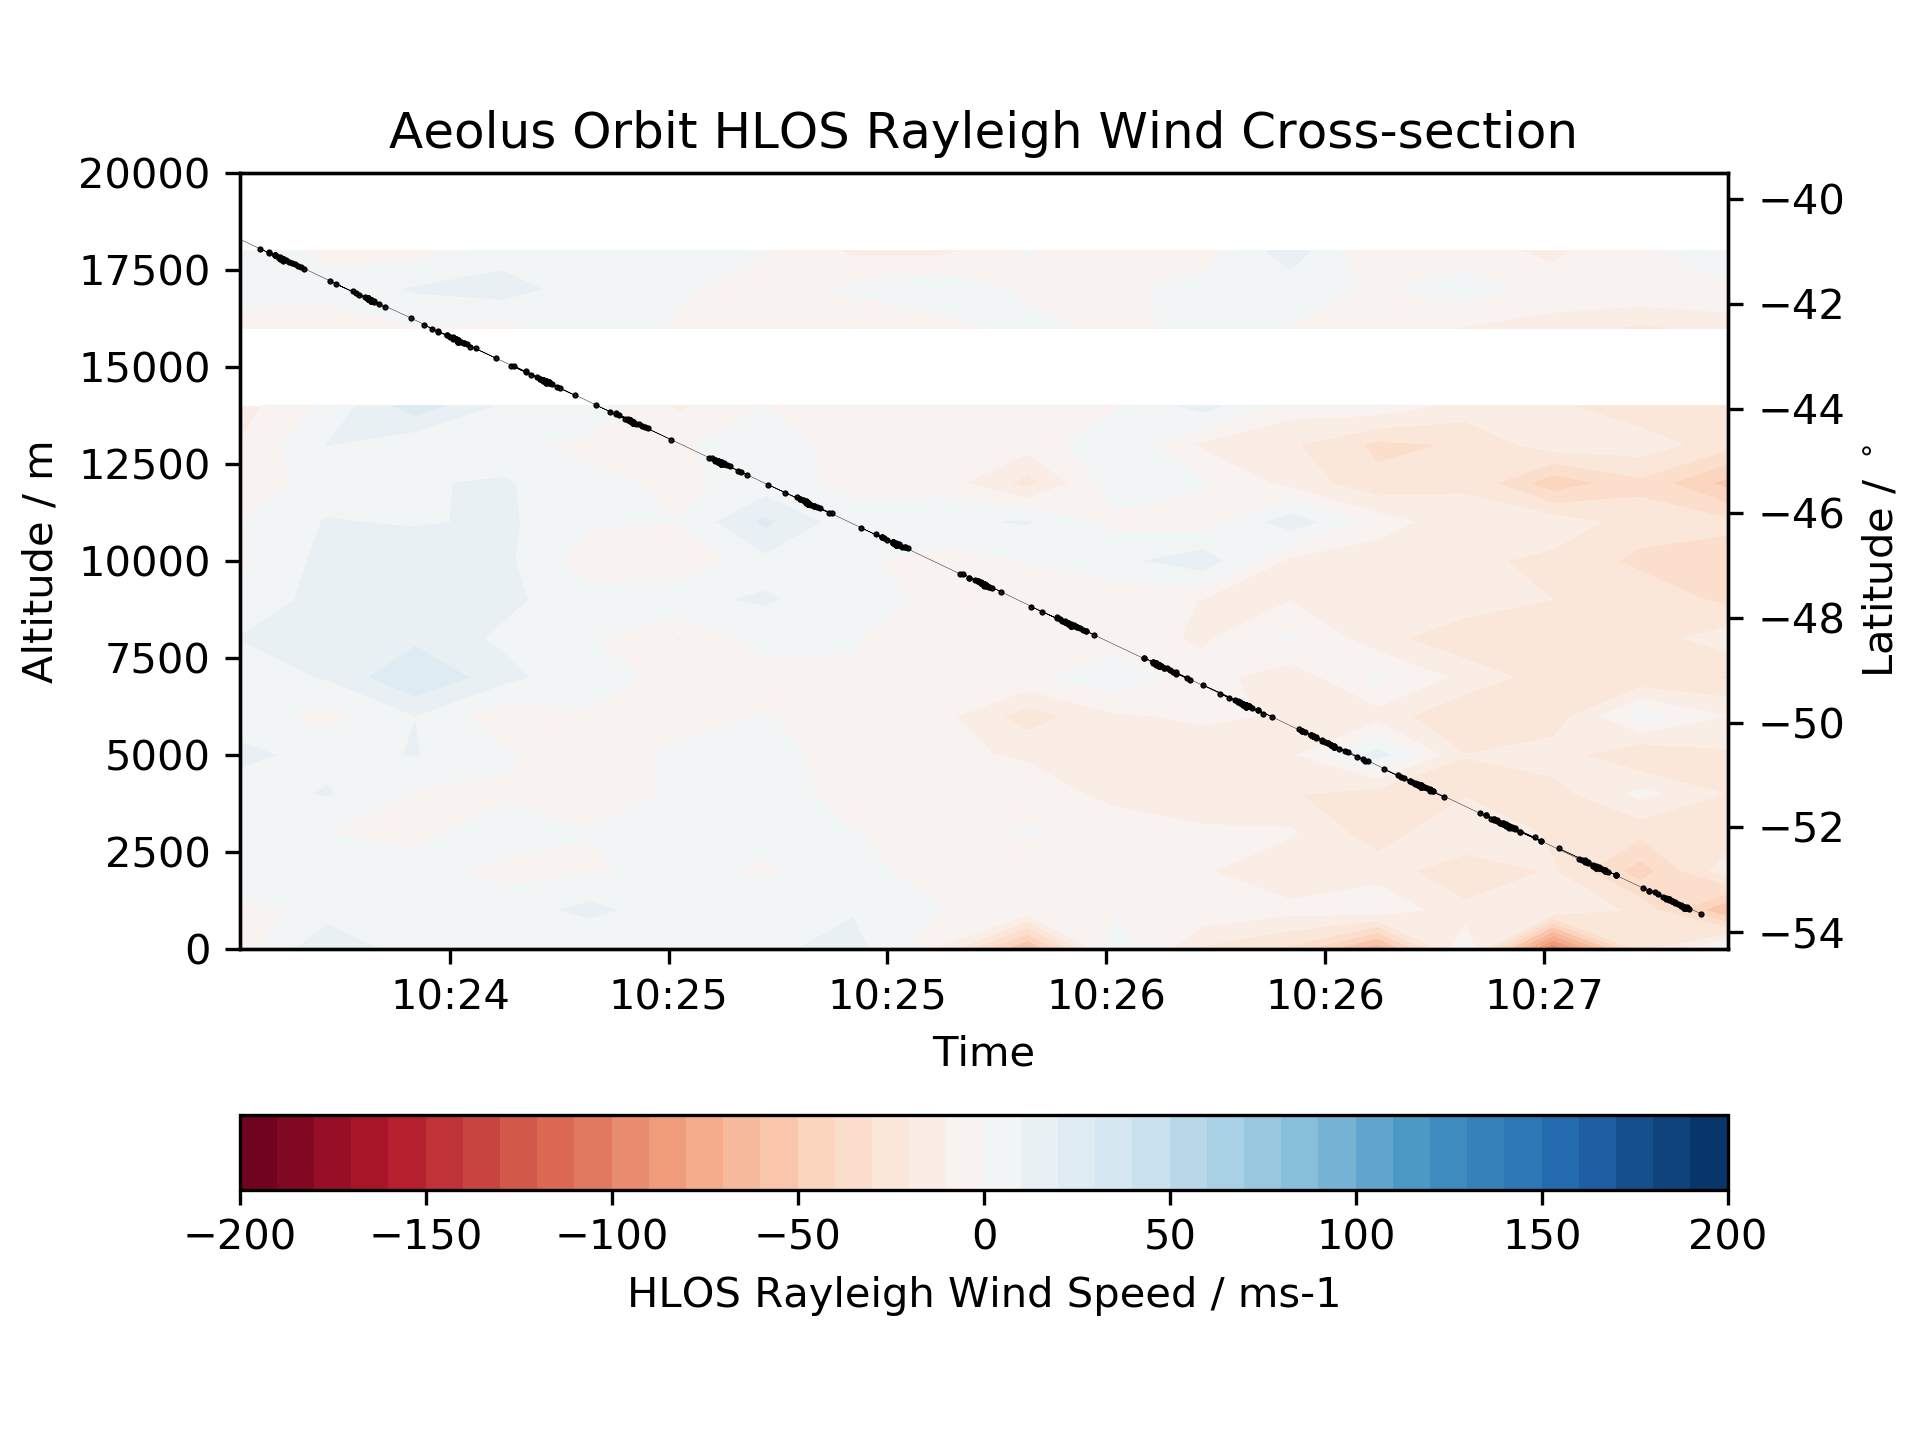 Aeolus Orbit HLOS Rayleigh Wind Cross-section
20000
17500
15000
12500
10000
7500
5000
2500
0
Altitude / m
−40
−42
−44
−46
−48
−50
−52
−54
Latitude / °
10:24 10:25 10:25 10:26 10:26 10:27
Time
−200 −150 −100 −50 0 50 100 150 200
HLOS Rayleigh Wind Speed / ms-1